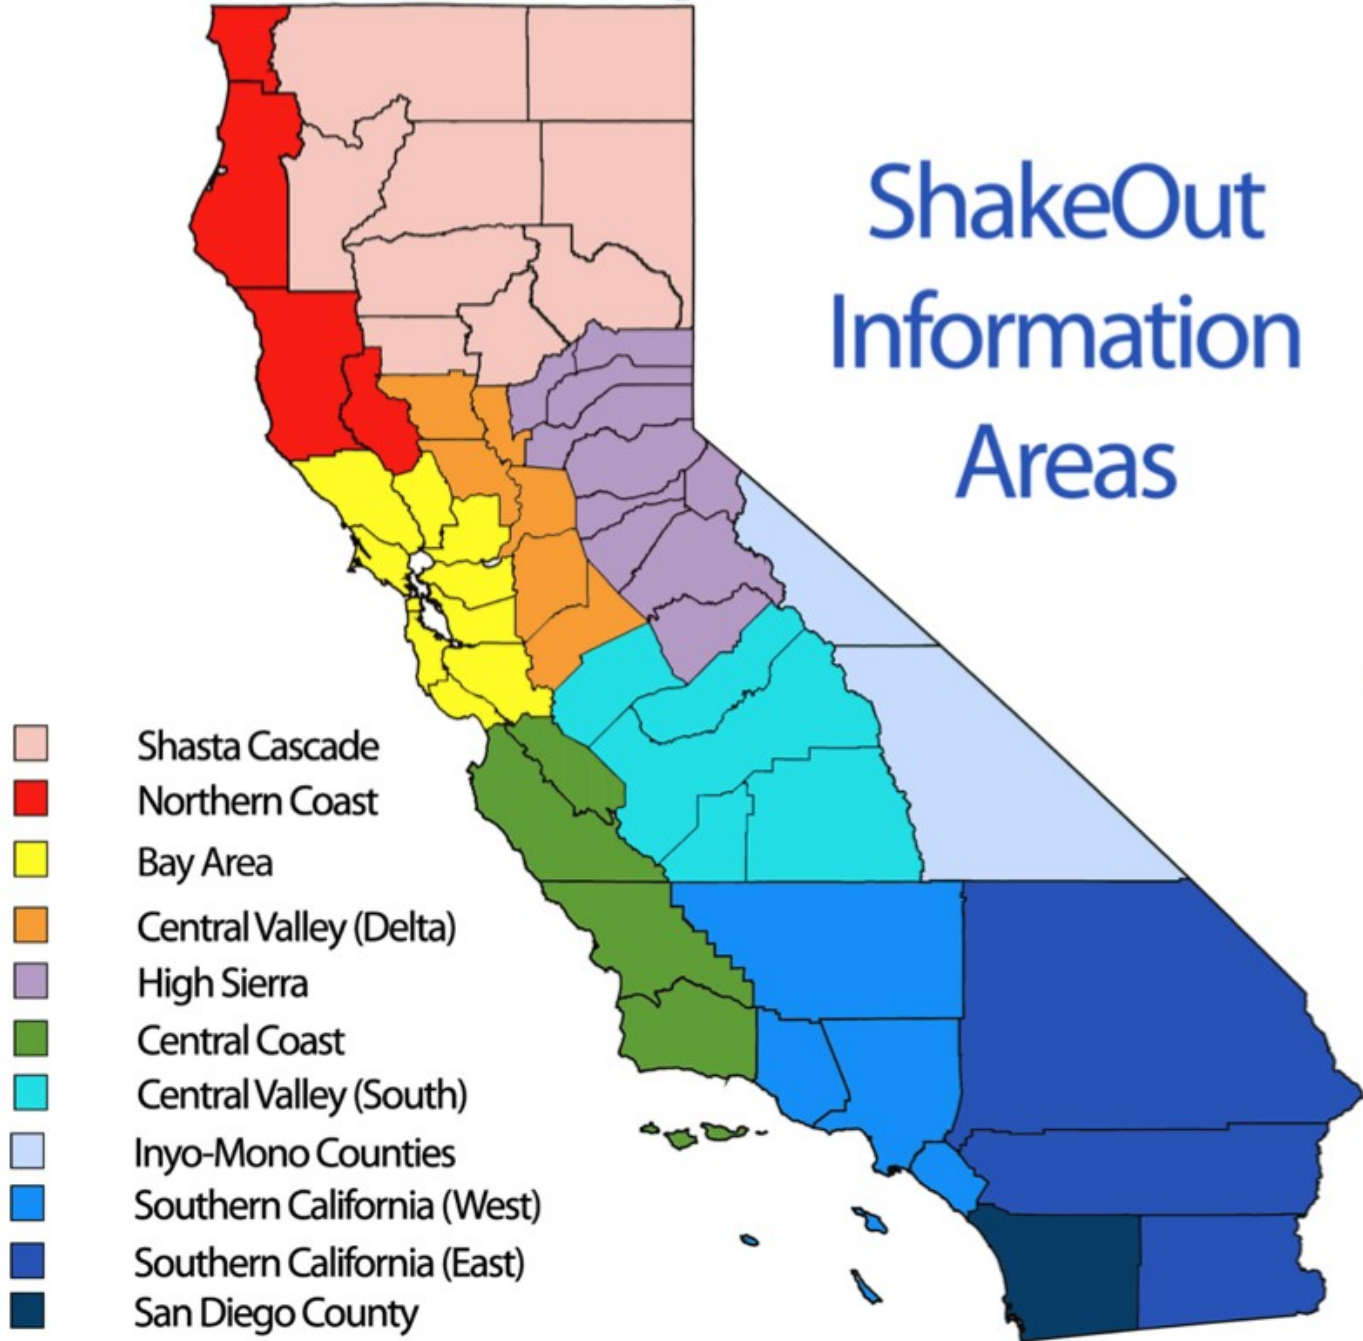 ShakeOut
Information
Areas
Shasta Cascade
Northern Coast
Bay Area
Central Valley (Delta)
High Sierra
Central Coast
Central Valley (South)
Inyo-Mono Counties
Southern California (West)
Southern California (East)
San Diego County